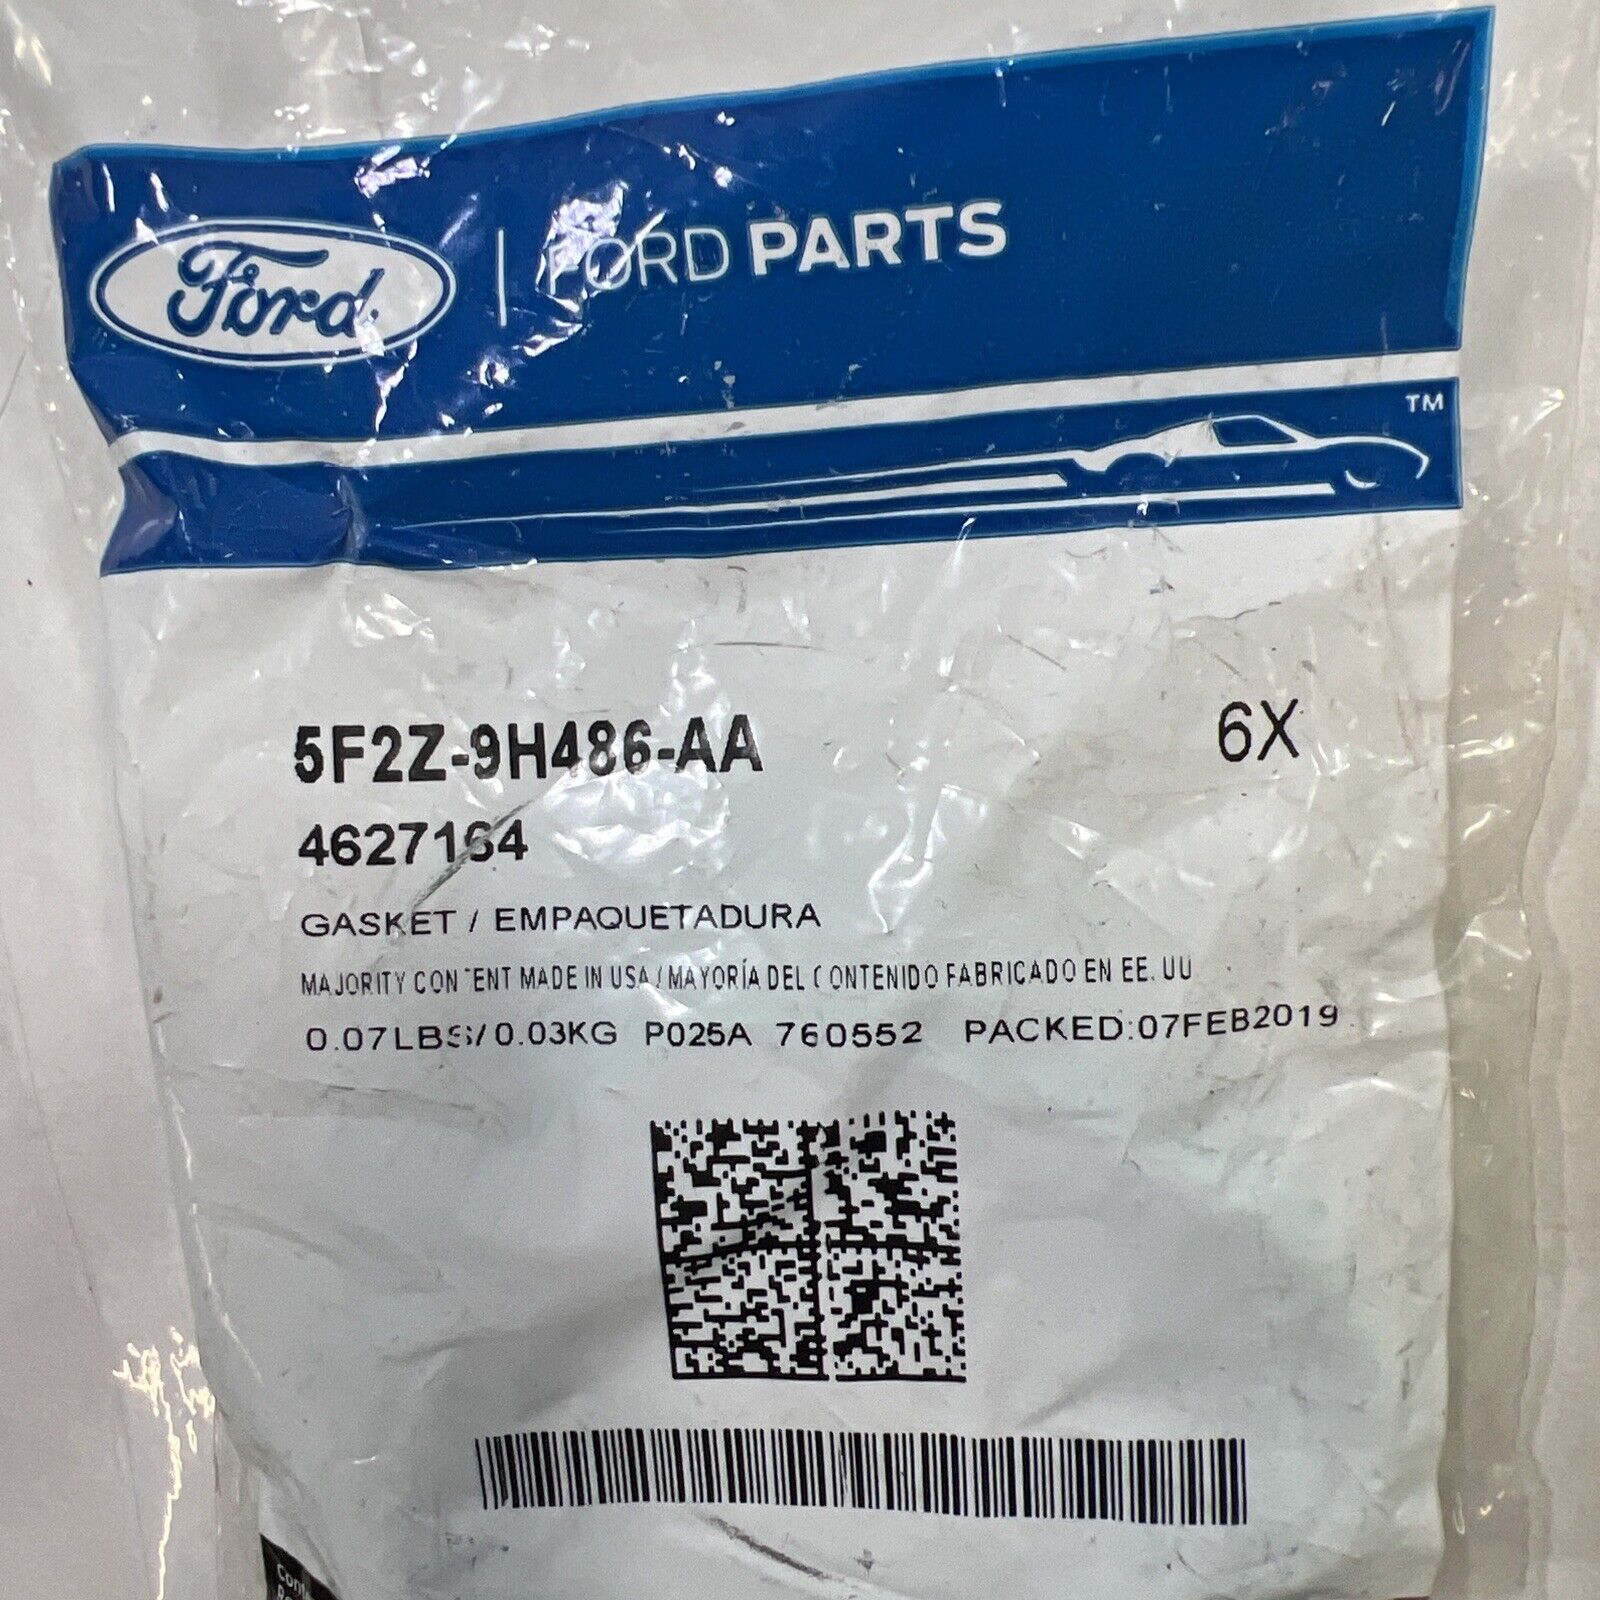 Ford | FORD PARTS
TM
5F2Z-9H486-AA 6X
4627164
GASKET / EMPAQUETADURA
MAJORITY CONTENT MADE IN USA / MAYORÍA DEL CONTENIDO FABRICADO EN EE. UU
0.07LBS/0.03KG P025A 760552 PACKED:07FEB2019